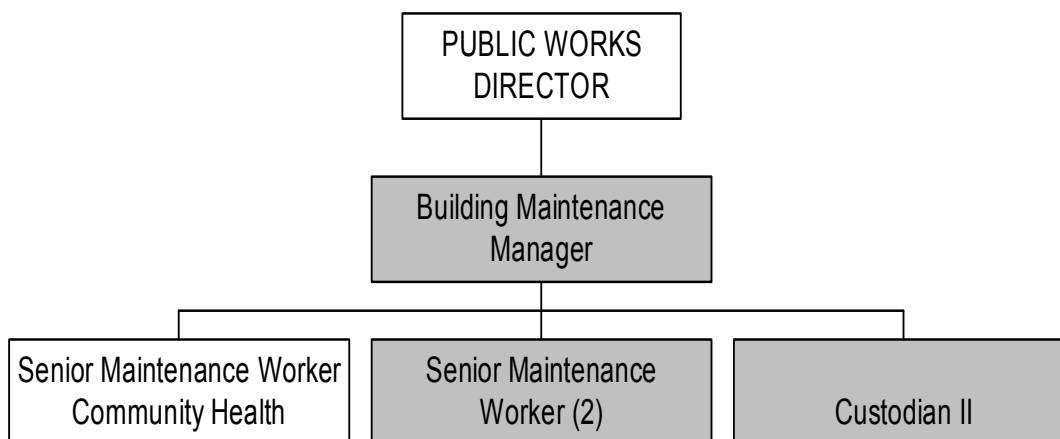 PUBLIC WORKS
DIRECTOR
Building Maintenance
Manager
Senior Maintenance Worker
Community Health
Senior Maintenance
Worker (2)
Custodian II